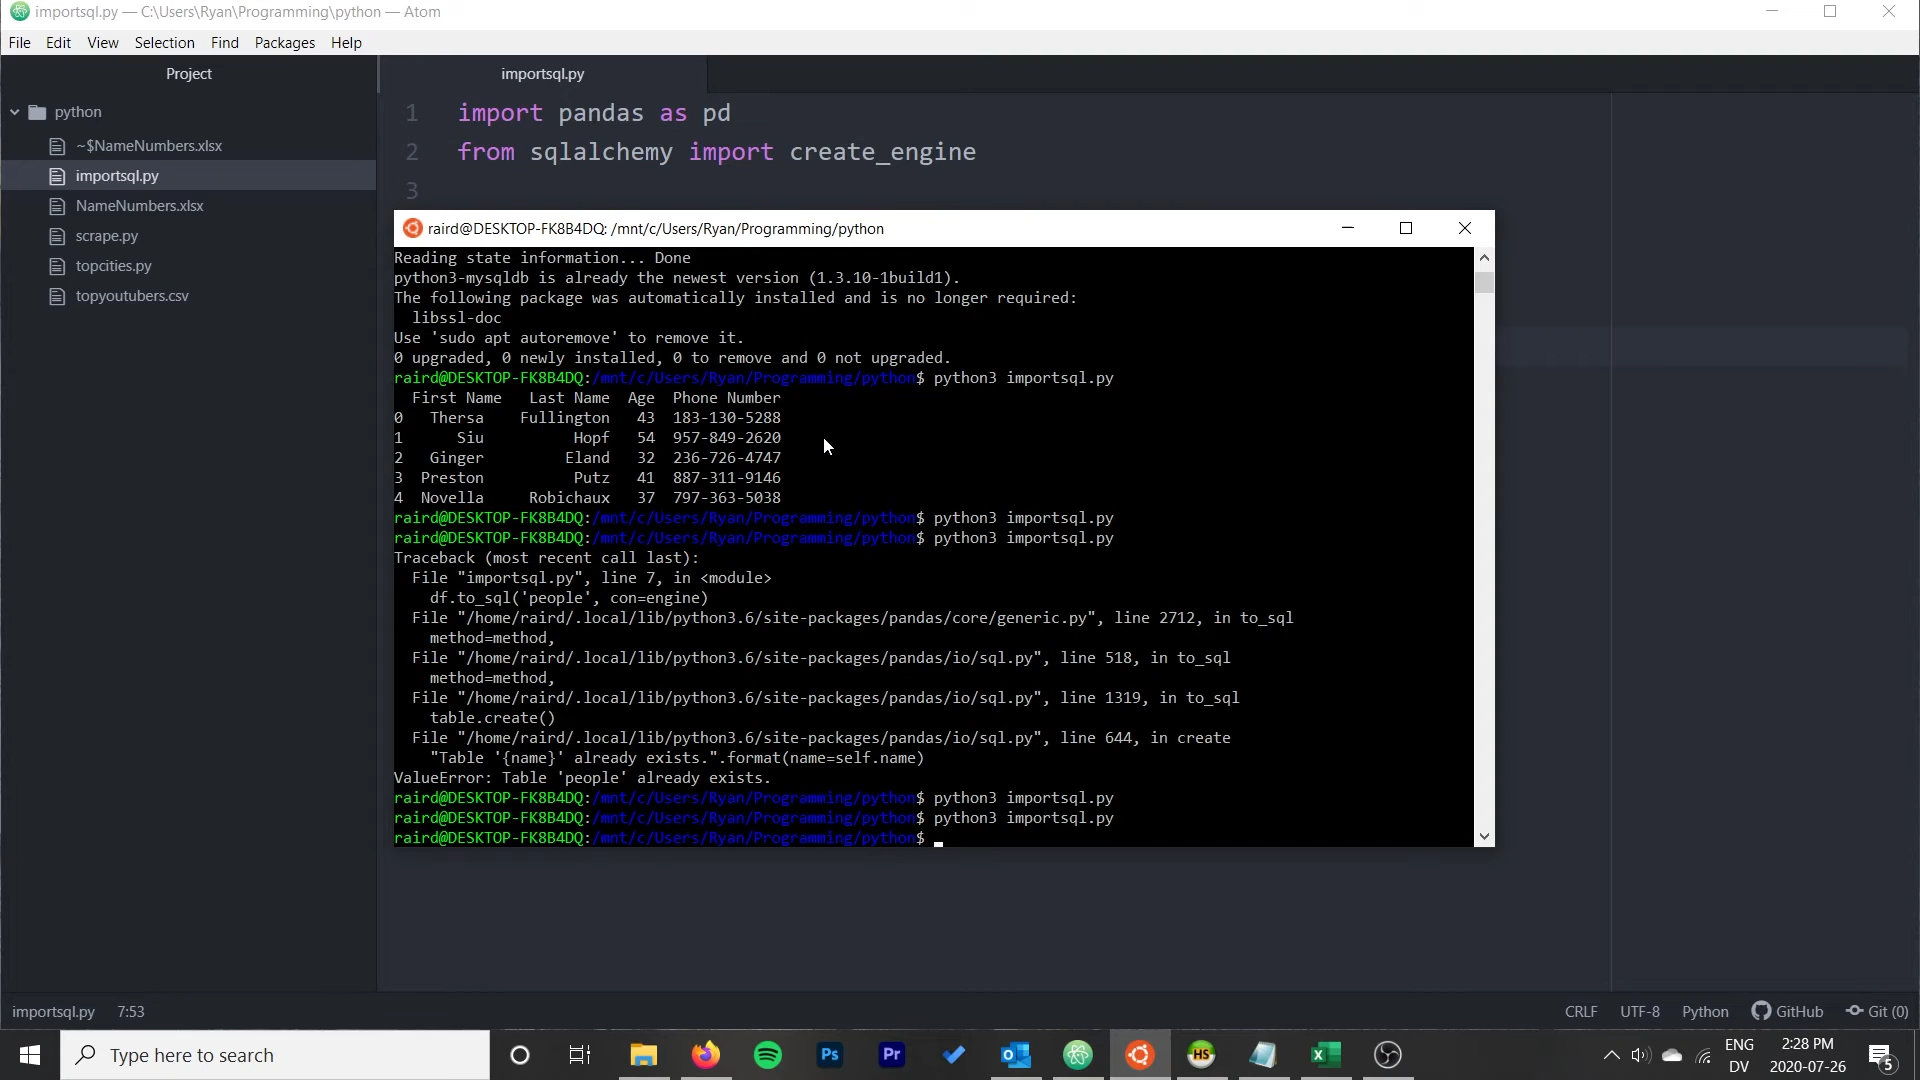 importsql.py — C:\Users\Ryan\Programming\python — Atom
File Edit View Selection Find Packages Help
Project
importsql.py
python
~$NameNumbers.xlsx
importsql.py
NameNumbers.xlsx
scrape.py
topcities.py
topyoutubers.csv
1 import pandas as pd
2 from sqlalchemy import create_engine
3
raird@DESKTOP-FK8B4DQ: /mnt/c/Users/Ryan/Programming/python
Reading state information... Done
python3-mysqldb is already the newest version (1.3.10-1build1).
The following package was automatically installed and is no longer required:
libssl-doc
Use 'sudo apt autoremove' to remove it.
0 upgraded, 0 newly installed, 0 to remove and 0 not upgraded.
raird@DESKTOP-FK8B4DQ:/mnt/c/Users/Ryan/Programming/python$ python3 importsql.py
First Name Last Name Age Phone Number
0 Thersa Fullington 43 183-130-5288
1 Siu Hopf 54 957-849-2620
2 Ginger Eland 32 236-726-4747
3 Preston Putz 41 887-311-9146
4 Novella Robichaux 37 797-363-5038
raird@DESKTOP-FK8B4DQ:/mnt/c/Users/Ryan/Programming/python$ python3 importsql.py
raird@DESKTOP-FK8B4DQ:/mnt/c/Users/Ryan/Programming/python$ python3 importsql.py
Traceback (most recent call last):
File "importsql.py", line 7, in <module>
df.to_sql('people', con=engine)
File "/home/raird/.local/lib/python3.6/site-packages/pandas/core/generic.py", line 2712, in to_sql
method=method,
File "/home/raird/.local/lib/python3.6/site-packages/pandas/io/sql.py", line 518, in to_sql
method=method,
File "/home/raird/.local/lib/python3.6/site-packages/pandas/io/sql.py", line 1319, in to_sql
table.create()
File "/home/raird/.local/lib/python3.6/site-packages/pandas/io/sql.py", line 644, in create
"Table '{name}' already exists.".format(name=self.name)
ValueError: Table 'people' already exists.
raird@DESKTOP-FK8B4DQ:/mnt/c/Users/Ryan/Programming/python$ python3 importsql.py
raird@DESKTOP-FK8B4DQ:/mnt/c/Users/Ryan/Programming/python$ python3 importsql.py
raird@DESKTOP-FK8B4DQ:/mnt/c/Users/Ryan/Programming/python$
importsql.py 7:53
CRLF UTF-8 Python GitHub Git (0)
Type here to search
Ps
Pr
HS
ENG
DV
2:28 PM
2020-07-26
5